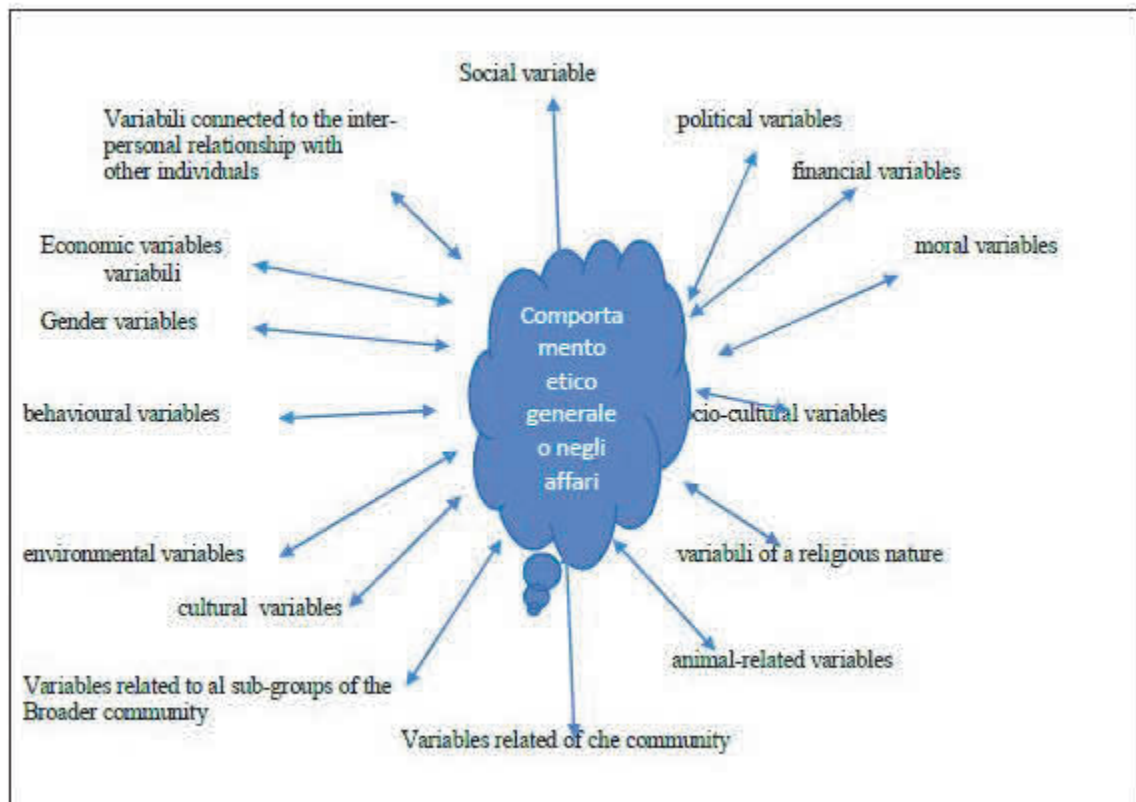 Social variable
Variabili connected to the inter-
personal relationship with
other individuals
political variables
financial variables
Economic variables
variabili
moral variables
Gender variables
Comporta
mento
etico
generale
o negli
affari
behavioural variables
ocio-cultural variables
environmental variables
variabili of a religious nature
cultural variables
animal-related variables
Variables related to al sub-groups of the
Broader community
Variables related of che community